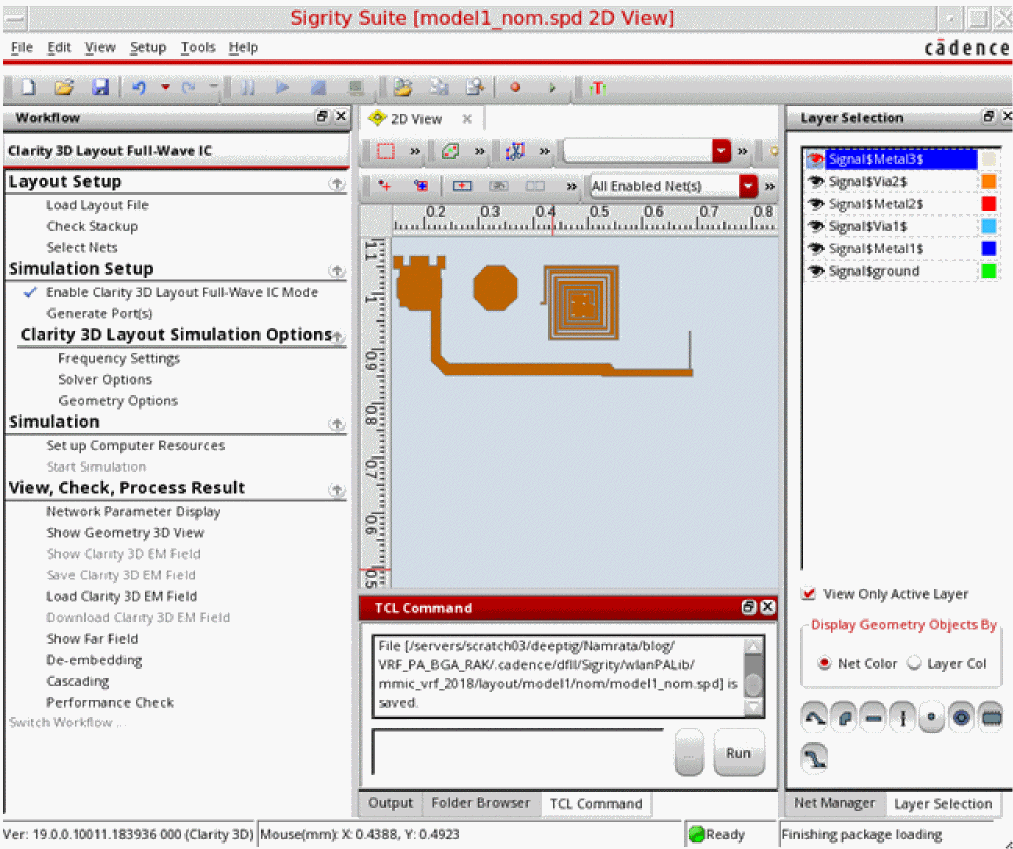 Sigrity Suite [model1_nom.spd 2D View]
File Edit View Setup Tools Help
cādence
Workflow
Clarity 3D Layout Full-Wave IC
Layout Setup
Load Layout File
Check Stackup
Select Nets
Simulation Setup
Enable Clarity 3D Layout Full-Wave IC Mode
Generate Port(s)
Clarity 3D Layout Simulation Options
Frequency Settings
Solver Options
Geometry Options
Simulation
Set up Computer Resources
Start Simulation
View, Check, Process Result
Network Parameter Display
Show Geometry 3D View
Show Clarity 3D EM Field
Save Clarity 3D EM Field
Load Clarity 3D EM Field
Download Clarity 3D EM Field
Show Far Field
De-embedding
Cascading
Performance Check
Switch Workflow ...
2D View
All Enabled Net(s)
0.2 0.3 0.4 0.5 0.6 0.7 0.8
1.1
1
0.9
0.8
0.7
0.6
0.5
TCL Command
File [/servers/scratch03/deeptig/Namrata/blog/
VRF_PA_BGA_RAK/.cadence/dfII/Sigrity/wlanPALib/
mmic_vrf_2018/layout/model1/nom/model1_nom.spd] is
saved.
... Run
Output Folder Browser TCL Command
Layer Selection
Signal$Metal3$
Signal$Via2$
Signal$Metal2$
Signal$Via1$
Signal$Metal1$
Signal$ground
View Only Active Layer
Display Geometry Objects By
Net Color Layer Col
Net Manager Layer Selection
Ver: 19.0.0.10011.183936 000 (Clarity 3D) Mouse(mm): X: 0.4388, Y: 0.4923 Ready Finishing package loading